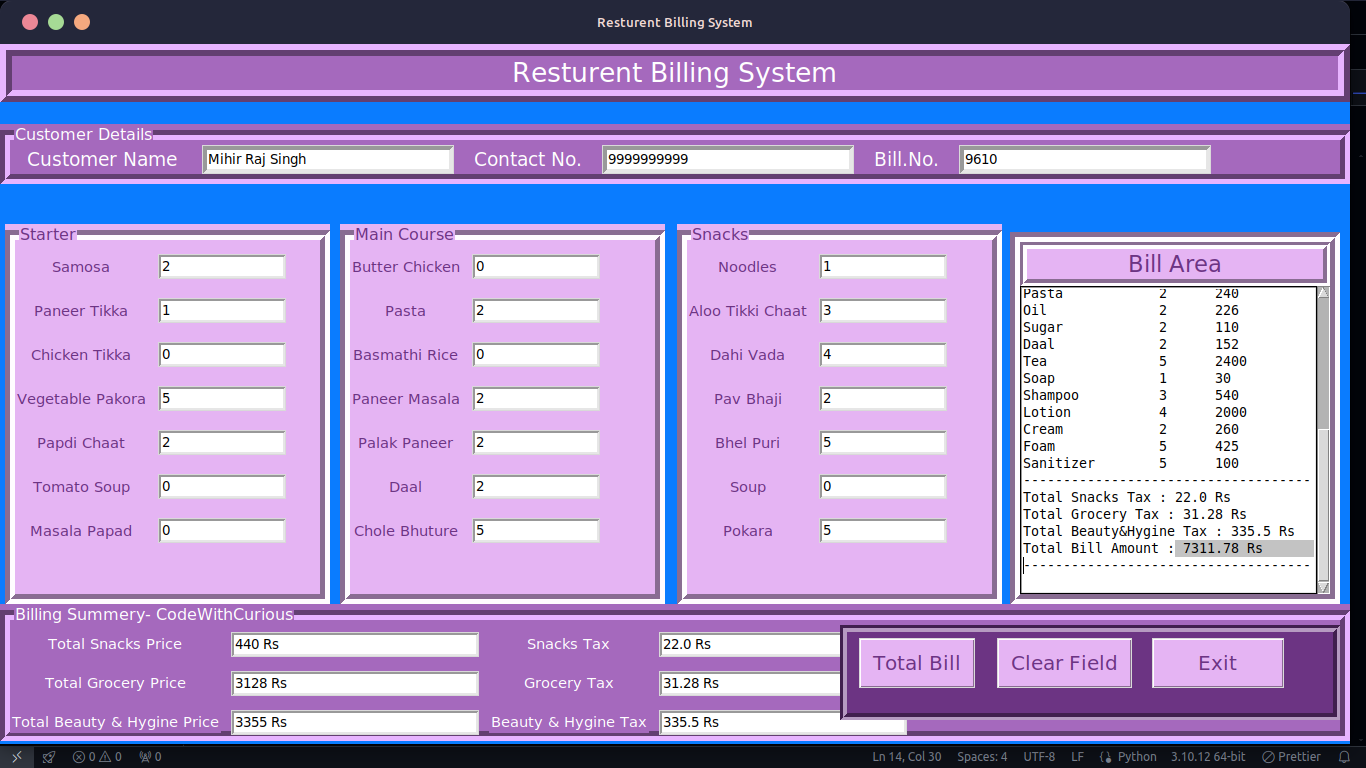 Resturent Billing System
Resturent Billing System
Customer Details
Customer Name Mihir Raj Singh Contact No. 9999999999 Bill.No. 9610
Starter
Samosa 2
Paneer Tikka 1
Chicken Tikka 0
Vegetable Pakora 5
Papdi Chaat 2
Tomato Soup 0
Masala Papad 0
Main Course
Butter Chicken 0
Pasta 2
Basmathi Rice 0
Paneer Masala 2
Palak Paneer 2
Daal 2
Chole Bhuture 5
Snacks
Noodles 1
Aloo Tikki Chaat 3
Dahi Vada 4
Pav Bhaji 2
Bhel Puri 5
Soup 0
Pokara 5
Bill Area
Pasta 2 240
Oil 2 226
Sugar 2 110
Daal 2 152
Tea 5 2400
Soap 1 30
Shampoo 3 540
Lotion 4 2000
Cream 2 260
Foam 5 425
Sanitizer 5 100
------------------------------------
Total Snacks Tax : 22.0 Rs
Total Grocery Tax : 31.28 Rs
Total Beauty&Hygine Tax : 335.5 Rs
Total Bill Amount : 7311.78 Rs
------------------------------------
Billing Summery- CodeWithCurious
Total Snacks Price 440 Rs Snacks Tax 22.0 Rs
Total Grocery Price 3128 Rs Grocery Tax 31.28 Rs
Total Beauty & Hygine Price 3355 Rs Beauty & Hygine Tax 335.5 Rs
Total Bill Clear Field Exit
0 0 0 Ln 14, Col 30 Spaces: 4 UTF-8 LF Python 3.10.12 64-bit Prettier